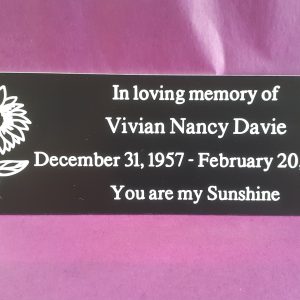 In loving memory of
Vivian Nancy Davie
December 31, 1957 - February 20,
You are my Sunshine